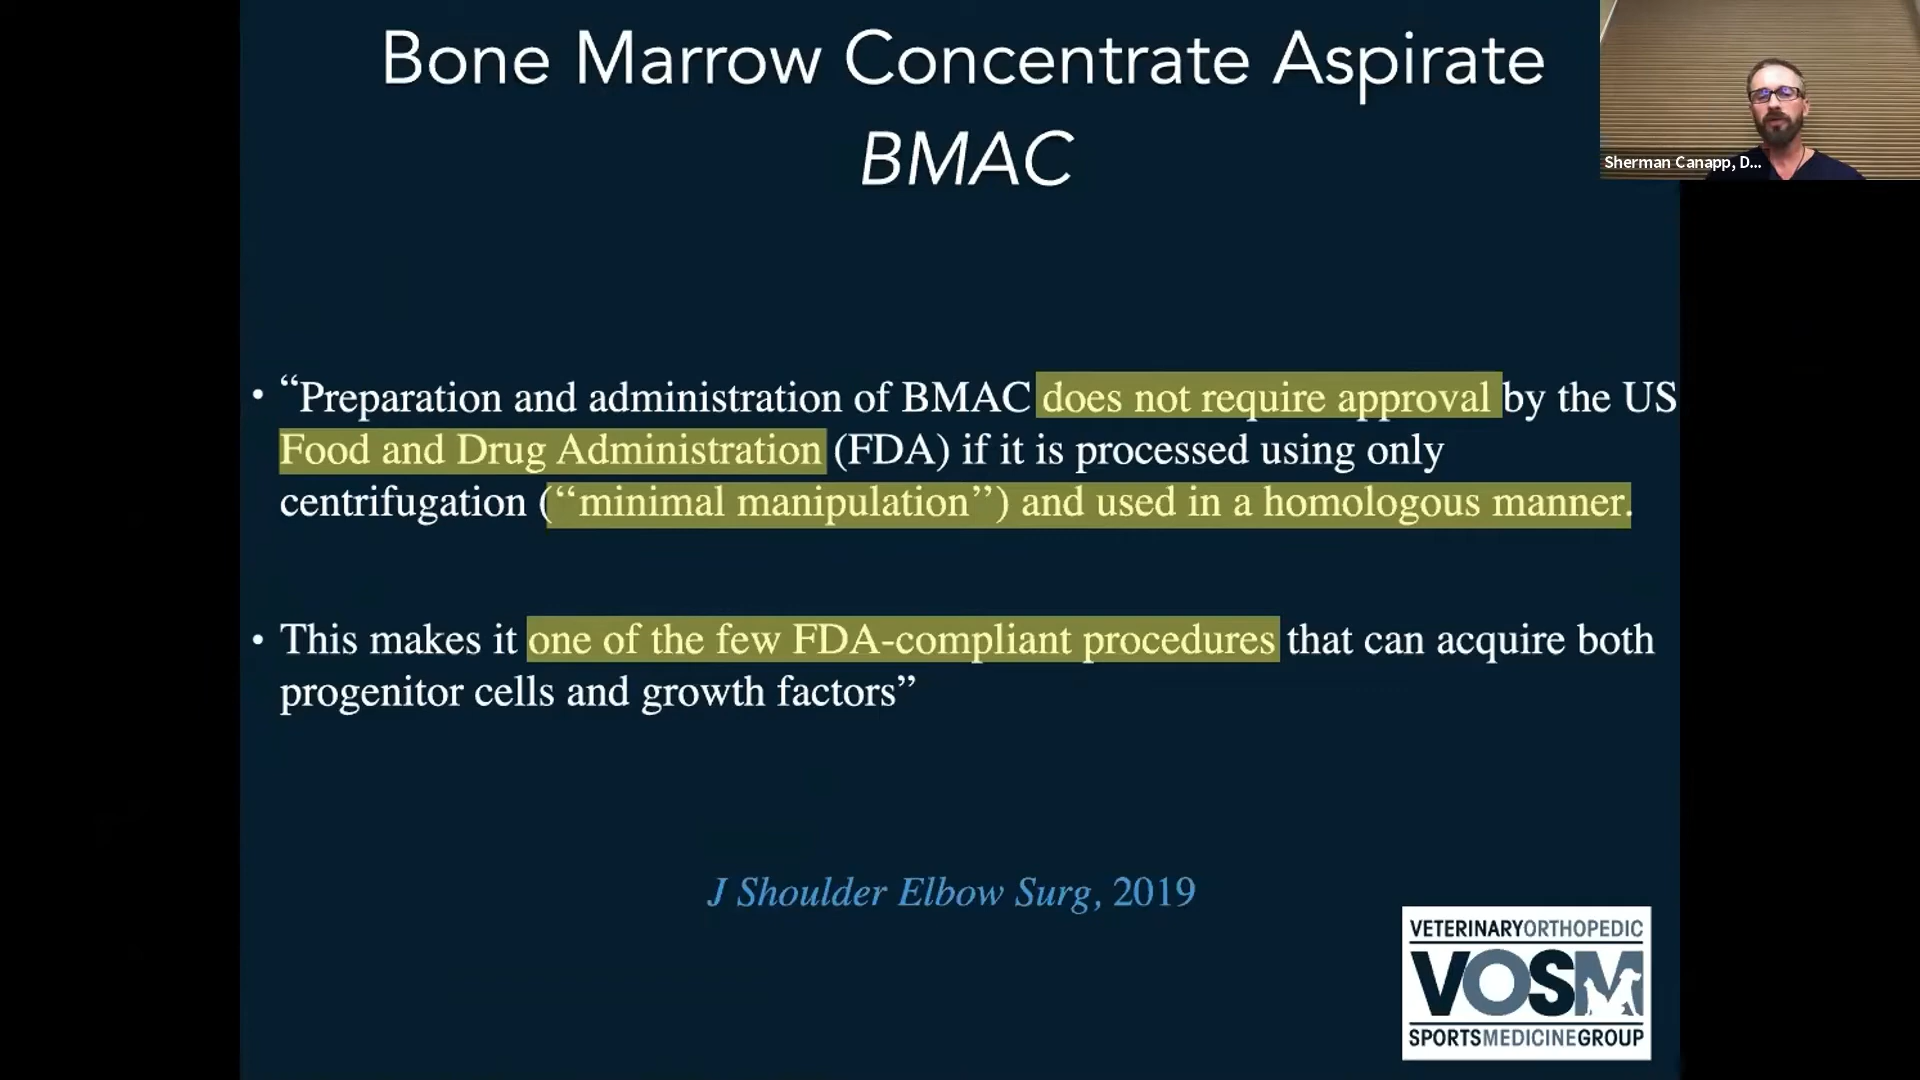 Bone Marrow Concentrate Aspirate
BMAC
Sherman Canapp, D...
• “Preparation and administration of BMAC does not require approval by the US
Food and Drug Administration (FDA) if it is processed using only
centrifugation (‘‘minimal manipulation’’) and used in a homologous manner.
• This makes it one of the few FDA-compliant procedures that can acquire both
progenitor cells and growth factors”
J Shoulder Elbow Surg, 2019
VETERINARYORTHOPEDIC
VOSM
SPORTSMEDICINEGROUP